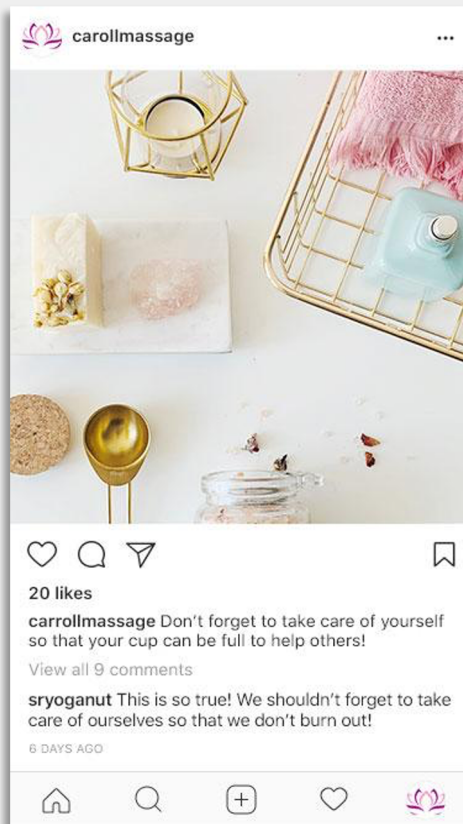 carollmassage
20 likes
carrollmassage Don't forget to take care of yourself
so that your cup can be full to help others!
View all 9 comments
sryoganut This is so true! We shouldn't forget to take
care of ourselves so that we don't burn out!
6 DAYS AGO